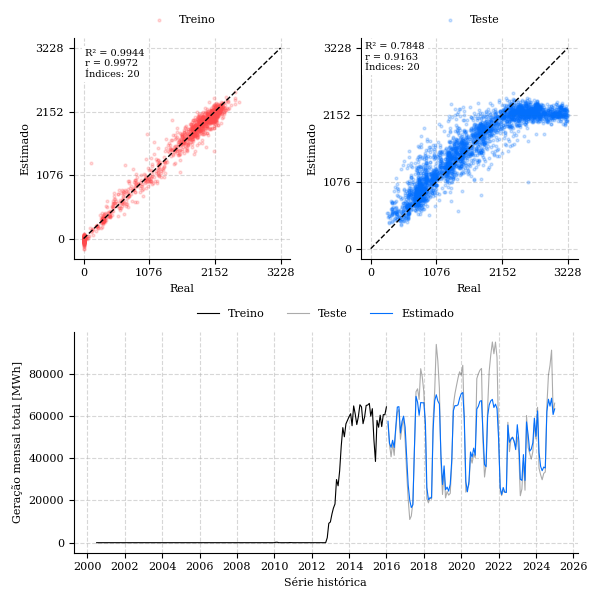 Treino
R² = 0.9944
r = 0.9972
Índices: 20
3228
2152
1076
0
Estimado
0 1076 2152 3228
Real
Teste
R² = 0.7848
r = 0.9163
Índices: 20
3228
2152
1076
0
Estimado
0 1076 2152 3228
Real
Treino Teste Estimado
80000
60000
40000
20000
0
Geração mensal total [MWh]
2000 2002 2004 2006 2008 2010 2012 2014 2016 2018 2020 2022 2024 2026
Série histórica